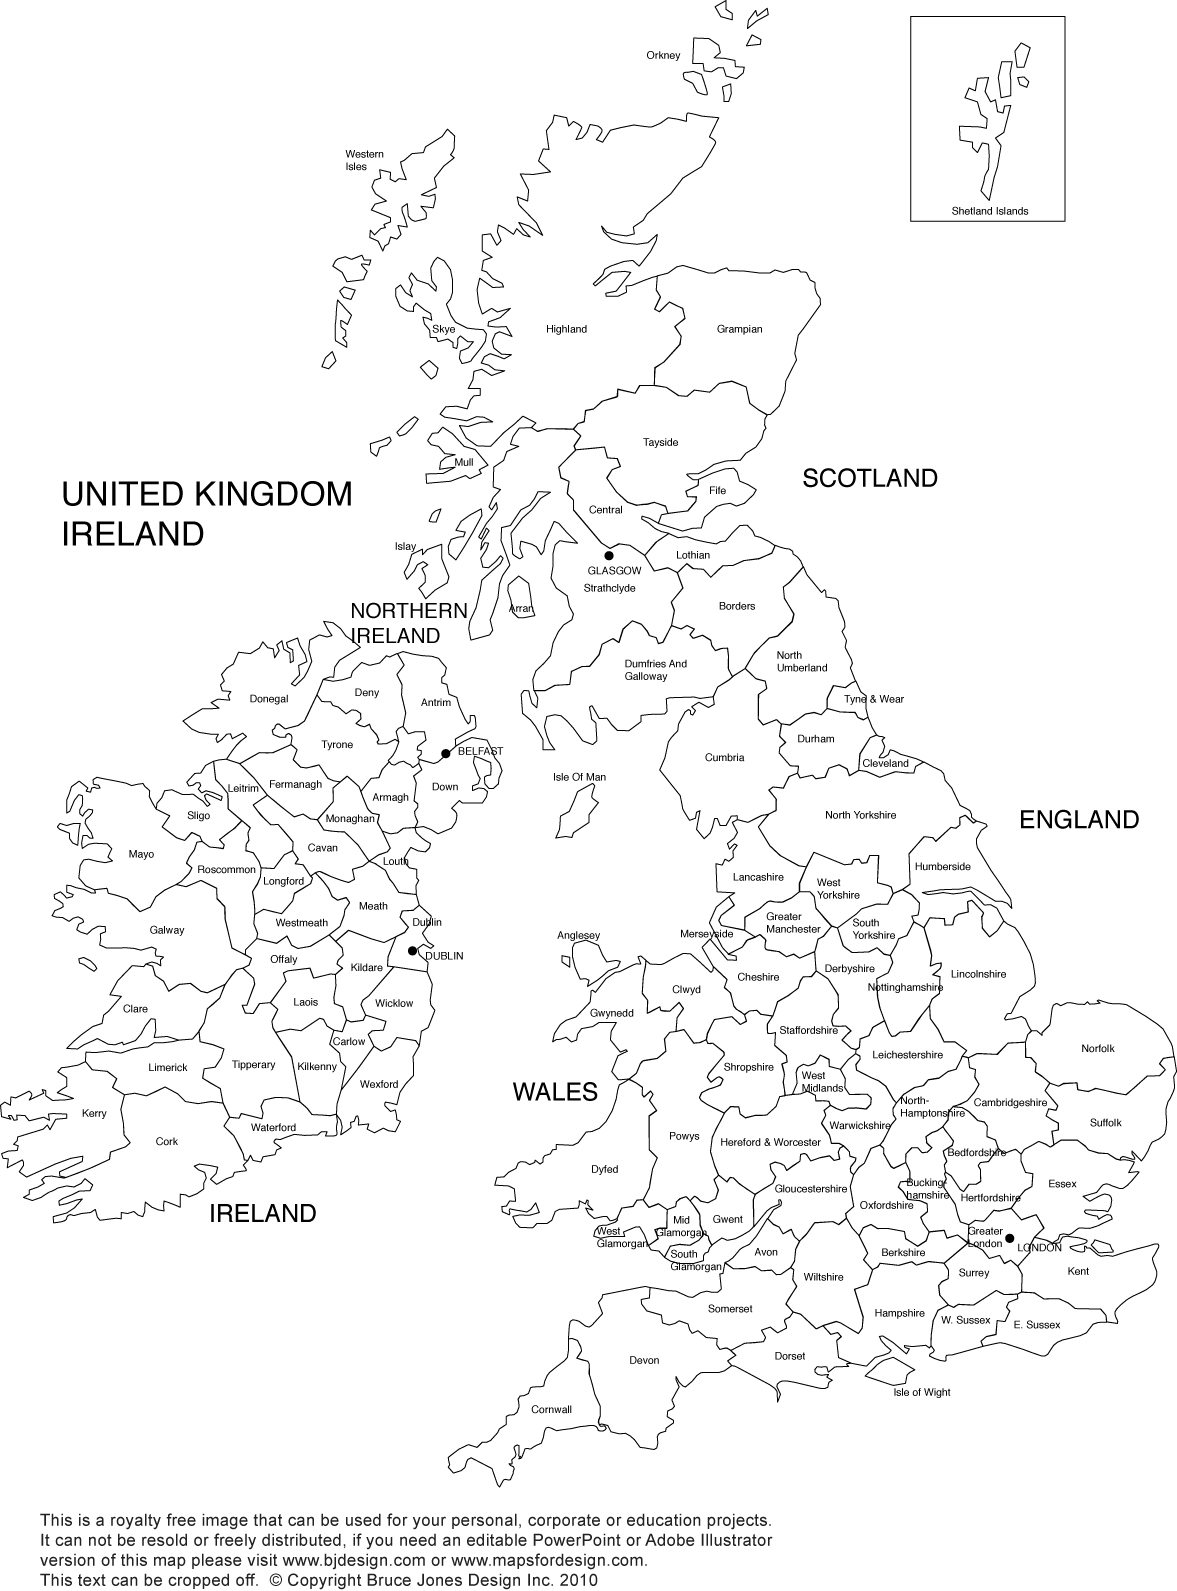 Orkney
Western
Isles
Shetland Islands
Skye
Highland
Grampian
Tayside
Mull
SCOTLAND
UNITED KINGDOM
IRELAND
Fife
Central
Islay
Lothian
GLASGOW
Strathclyde
Arran
Borders
NORTHERN
IRELAND
Dumfries And
Galloway
North
Umberland
Donegal
Deny
Antrim
Tyne & Wear
Tyrone
BELFAST
Durham
Cumbria
Cleveland
Isle Of Man
Leitrim
Fermanagh
Armagh
Down
Sligo
Monaghan
North Yorkshire
ENGLAND
Mayo
Cavan
Louth
Roscommon
Longford
Humberside
Lancashire
West
Yorkshire
Meath
Galway
Westmeath
Dublin
Greater
Manchester
South
Yorkshire
Merseyside
Anglesey
Offaly
DUBLIN
Kildare
Cheshire
Derbyshire
Lincolnshire
Nottinghamshire
Clwyd
Clare
Laois
Wicklow
Gwynedd
Staffordshire
Carlow
Norfolk
Leichestershire
Limerick
Tipperary
Kilkenny
Shropshire
West
Midlands
Wexford
WALES
North-
Hamptonshire
Cambridgeshire
Kerry
Waterford
Warwickshire
Suffolk
Cork
Powys
Hereford & Worcester
Bedfordshire
Dyfed
Gloucestershire
Bucking-
hamshire
Essex
Hertfordshire
Oxfordshire
IRELAND
Mid
Glamorgan
Gwent
West
Glamorgan
Greater
London
LONDON
South
Glamorgan
Avon
Berkshire
Wiltshire
Surrey
Kent
Somerset
Hampshire
W. Sussex
E. Sussex
Devon
Dorset
Isle of Wight
Cornwall
This is a royalty free image that can be used for your personal, corporate or education projects.
It can not be resold or freely distributed, if you need an editable PowerPoint or Adobe Illustrator
version of this map please visit www.bjdesign.com or www.mapsfordesign.com.
This text can be cropped off. © Copyright Bruce Jones Design Inc. 2010